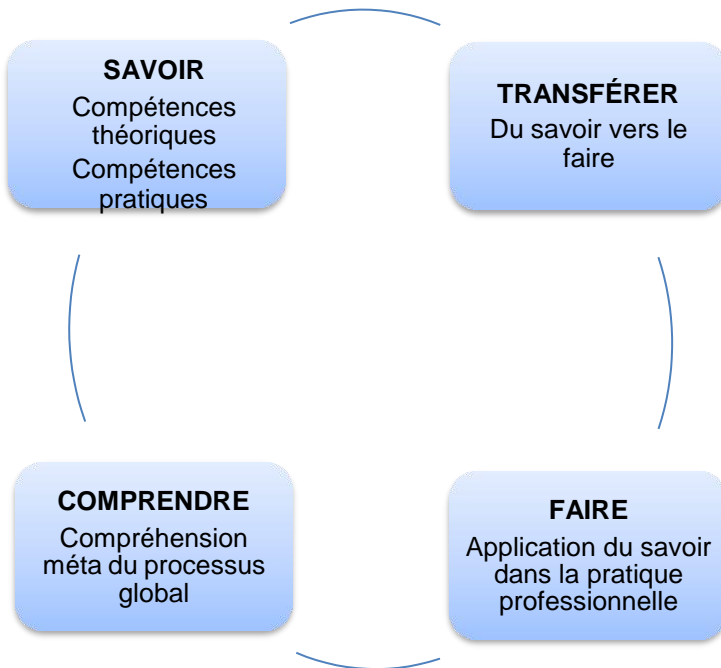 SAVOIR
Compétences
théoriques
Compétences
pratiques
TRANSFÉRER
Du savoir vers le
faire
COMPRENDRE
Compréhension
méta du processus
global
FAIRE
Application du savoir
dans la pratique
professionnelle